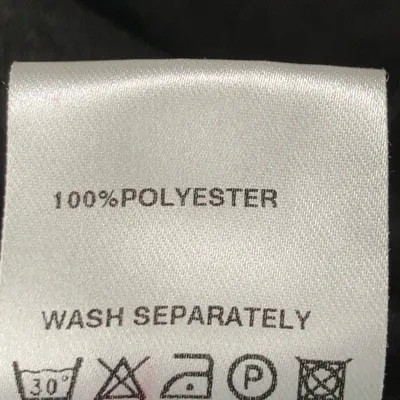 100%POLYESTER
WASH SEPARATELY
30°
P